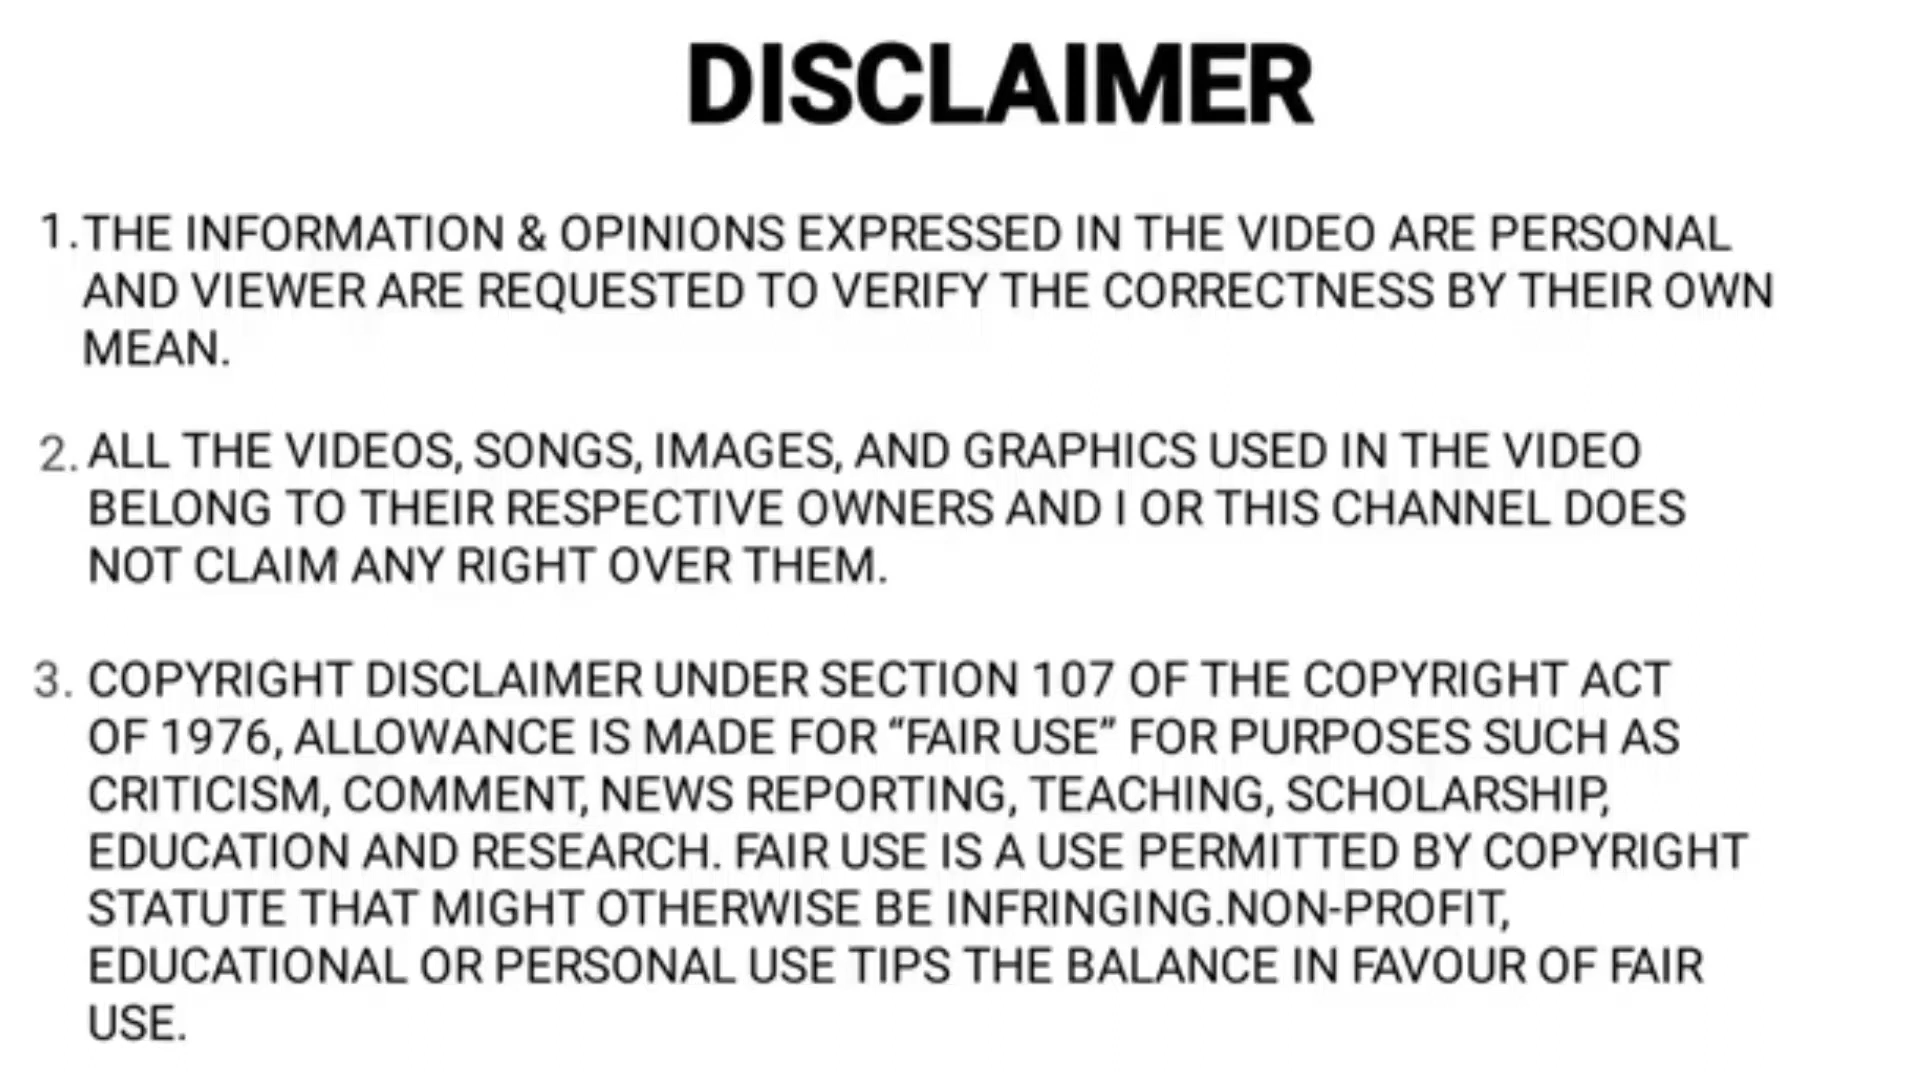 DISCLAIMER
1.THE INFORMATION & OPINIONS EXPRESSED IN THE VIDEO ARE PERSONAL
AND VIEWER ARE REQUESTED TO VERIFY THE CORRECTNESS BY THEIR OWN
MEAN.
2. ALL THE VIDEOS, SONGS, IMAGES, AND GRAPHICS USED IN THE VIDEO
BELONG TO THEIR RESPECTIVE OWNERS AND I OR THIS CHANNEL DOES
NOT CLAIM ANY RIGHT OVER THEM.
3. COPYRIGHT DISCLAIMER UNDER SECTION 107 OF THE COPYRIGHT ACT
OF 1976, ALLOWANCE IS MADE FOR “FAIR USE” FOR PURPOSES SUCH AS
CRITICISM, COMMENT, NEWS REPORTING, TEACHING, SCHOLARSHIP,
EDUCATION AND RESEARCH. FAIR USE IS A USE PERMITTED BY COPYRIGHT
STATUTE THAT MIGHT OTHERWISE BE INFRINGING.NON-PROFIT,
EDUCATIONAL OR PERSONAL USE TIPS THE BALANCE IN FAVOUR OF FAIR
USE.